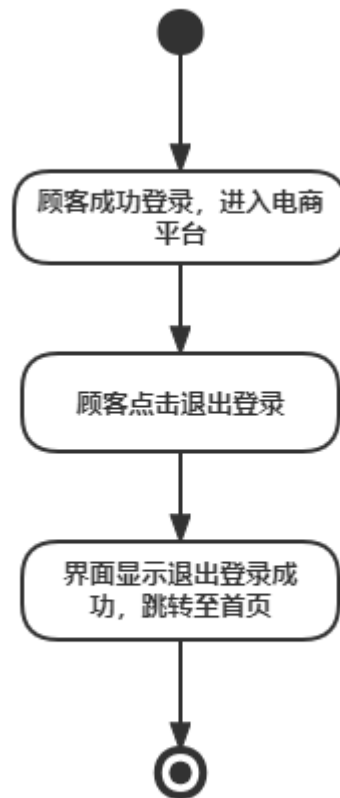 顾客成功登录，进入电商
平台
顾客点击退出登录
界面显示退出登录成
功，跳转至首页